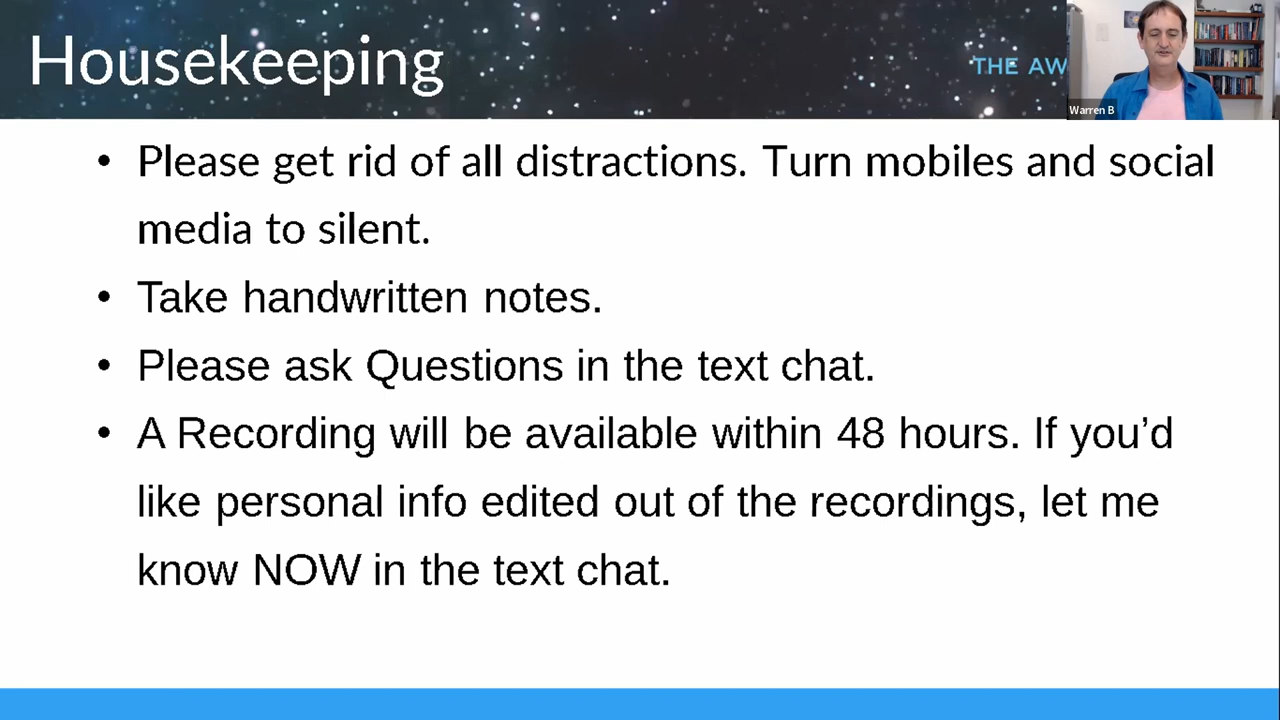 Housekeeping
THE AW
Warren B
• Please get rid of all distractions. Turn mobiles and social
media to silent.
• Take handwritten notes.
• Please ask Questions in the text chat.
• A Recording will be available within 48 hours. If you’d
like personal info edited out of the recordings, let me
know NOW in the text chat.